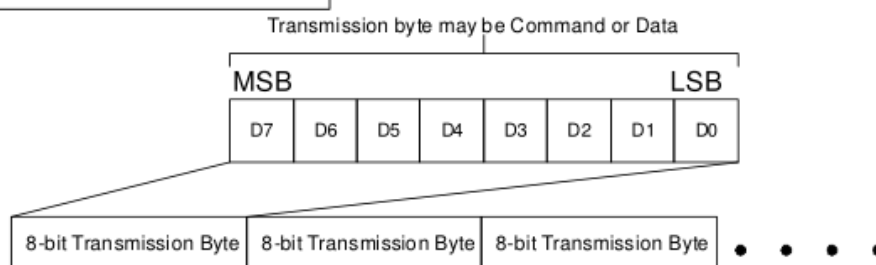 Transmission byte may be Command or Data
MSB LSB
D7 D6 D5 D4 D3 D2 D1 D0
8-bit Transmission Byte 8-bit Transmission Byte 8-bit Transmission Byte